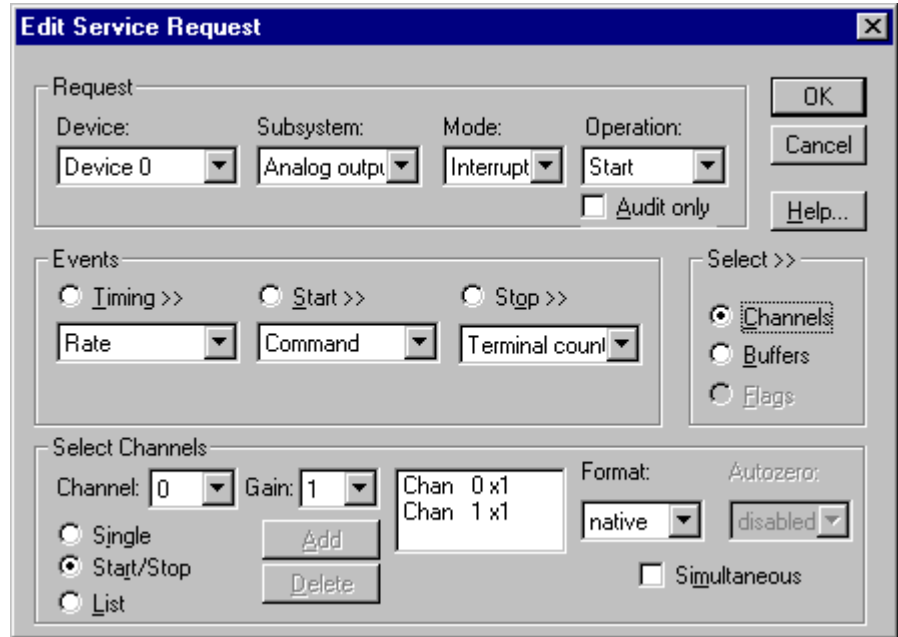 Edit Service Request
Request
OK
Device: Subsystem: Mode: Operation:
Cancel
Device 0 Analog outpu Interrupt Start
Audit only
Help...
Events
Select >>
Timing >> Start >> Stop >>
Channels
Rate Command Terminal count
Buffers
Flags
Select Channels
Channel: 0 Gain: 1
Chan 0 x1
Chan 1 x1
Format: Autozero:
native disabled
Single
Add
Start/Stop
Delete
Simultaneous
List